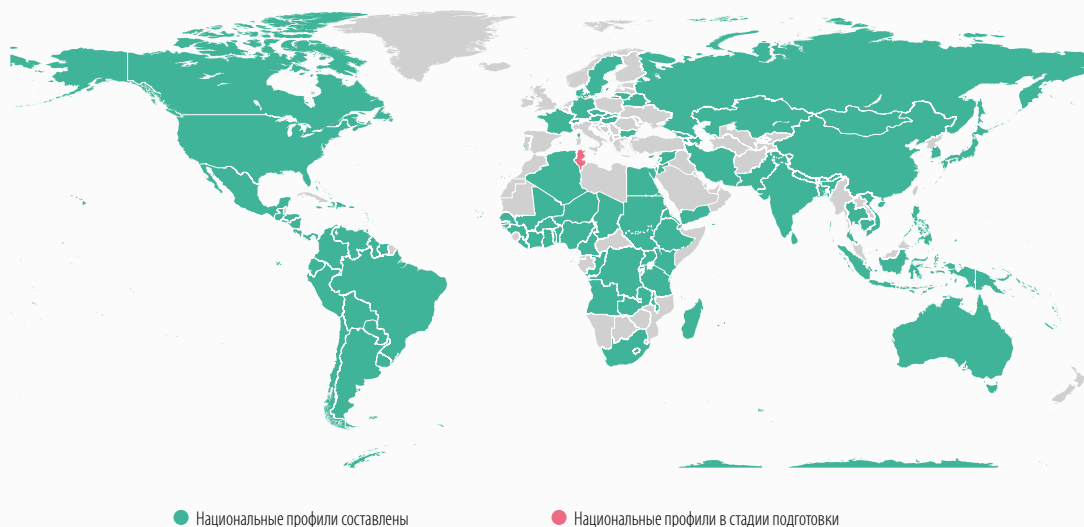 Национальные профили составлены
Национальные профили в стадии подготовки